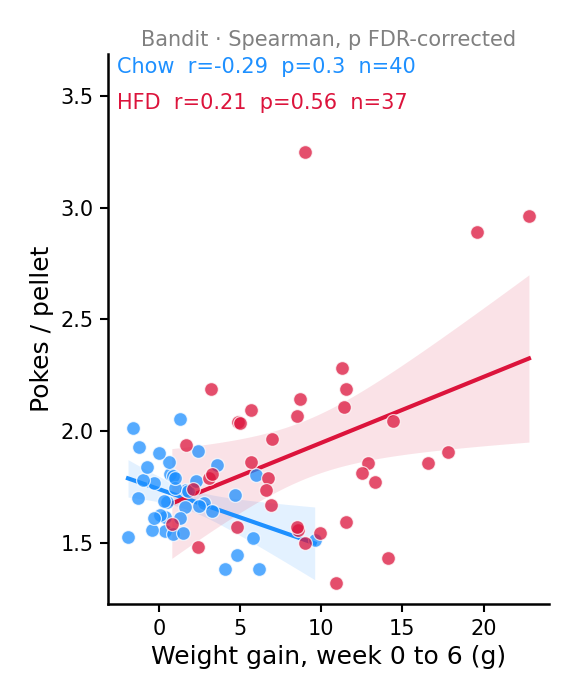 Bandit · Spearman, p FDR-corrected
Chow r=-0.29 p=0.3 n=40
HFD r=0.21 p=0.56 n=37
3.5
3.0
2.5
2.0
1.5
Pokes / pellet
0 5 10 15 20
Weight gain, week 0 to 6 (g)